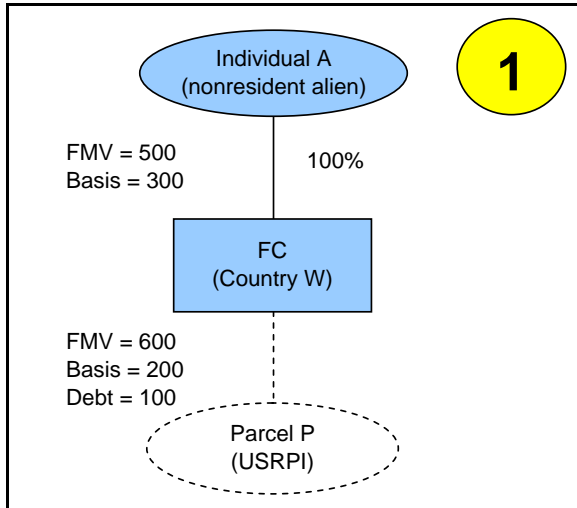 Individual A
(nonresident alien)
1
FMV = 500
Basis = 300
100%
FC
(Country W)
FMV = 600
Basis = 200
Debt = 100
Parcel P
(USRPI)